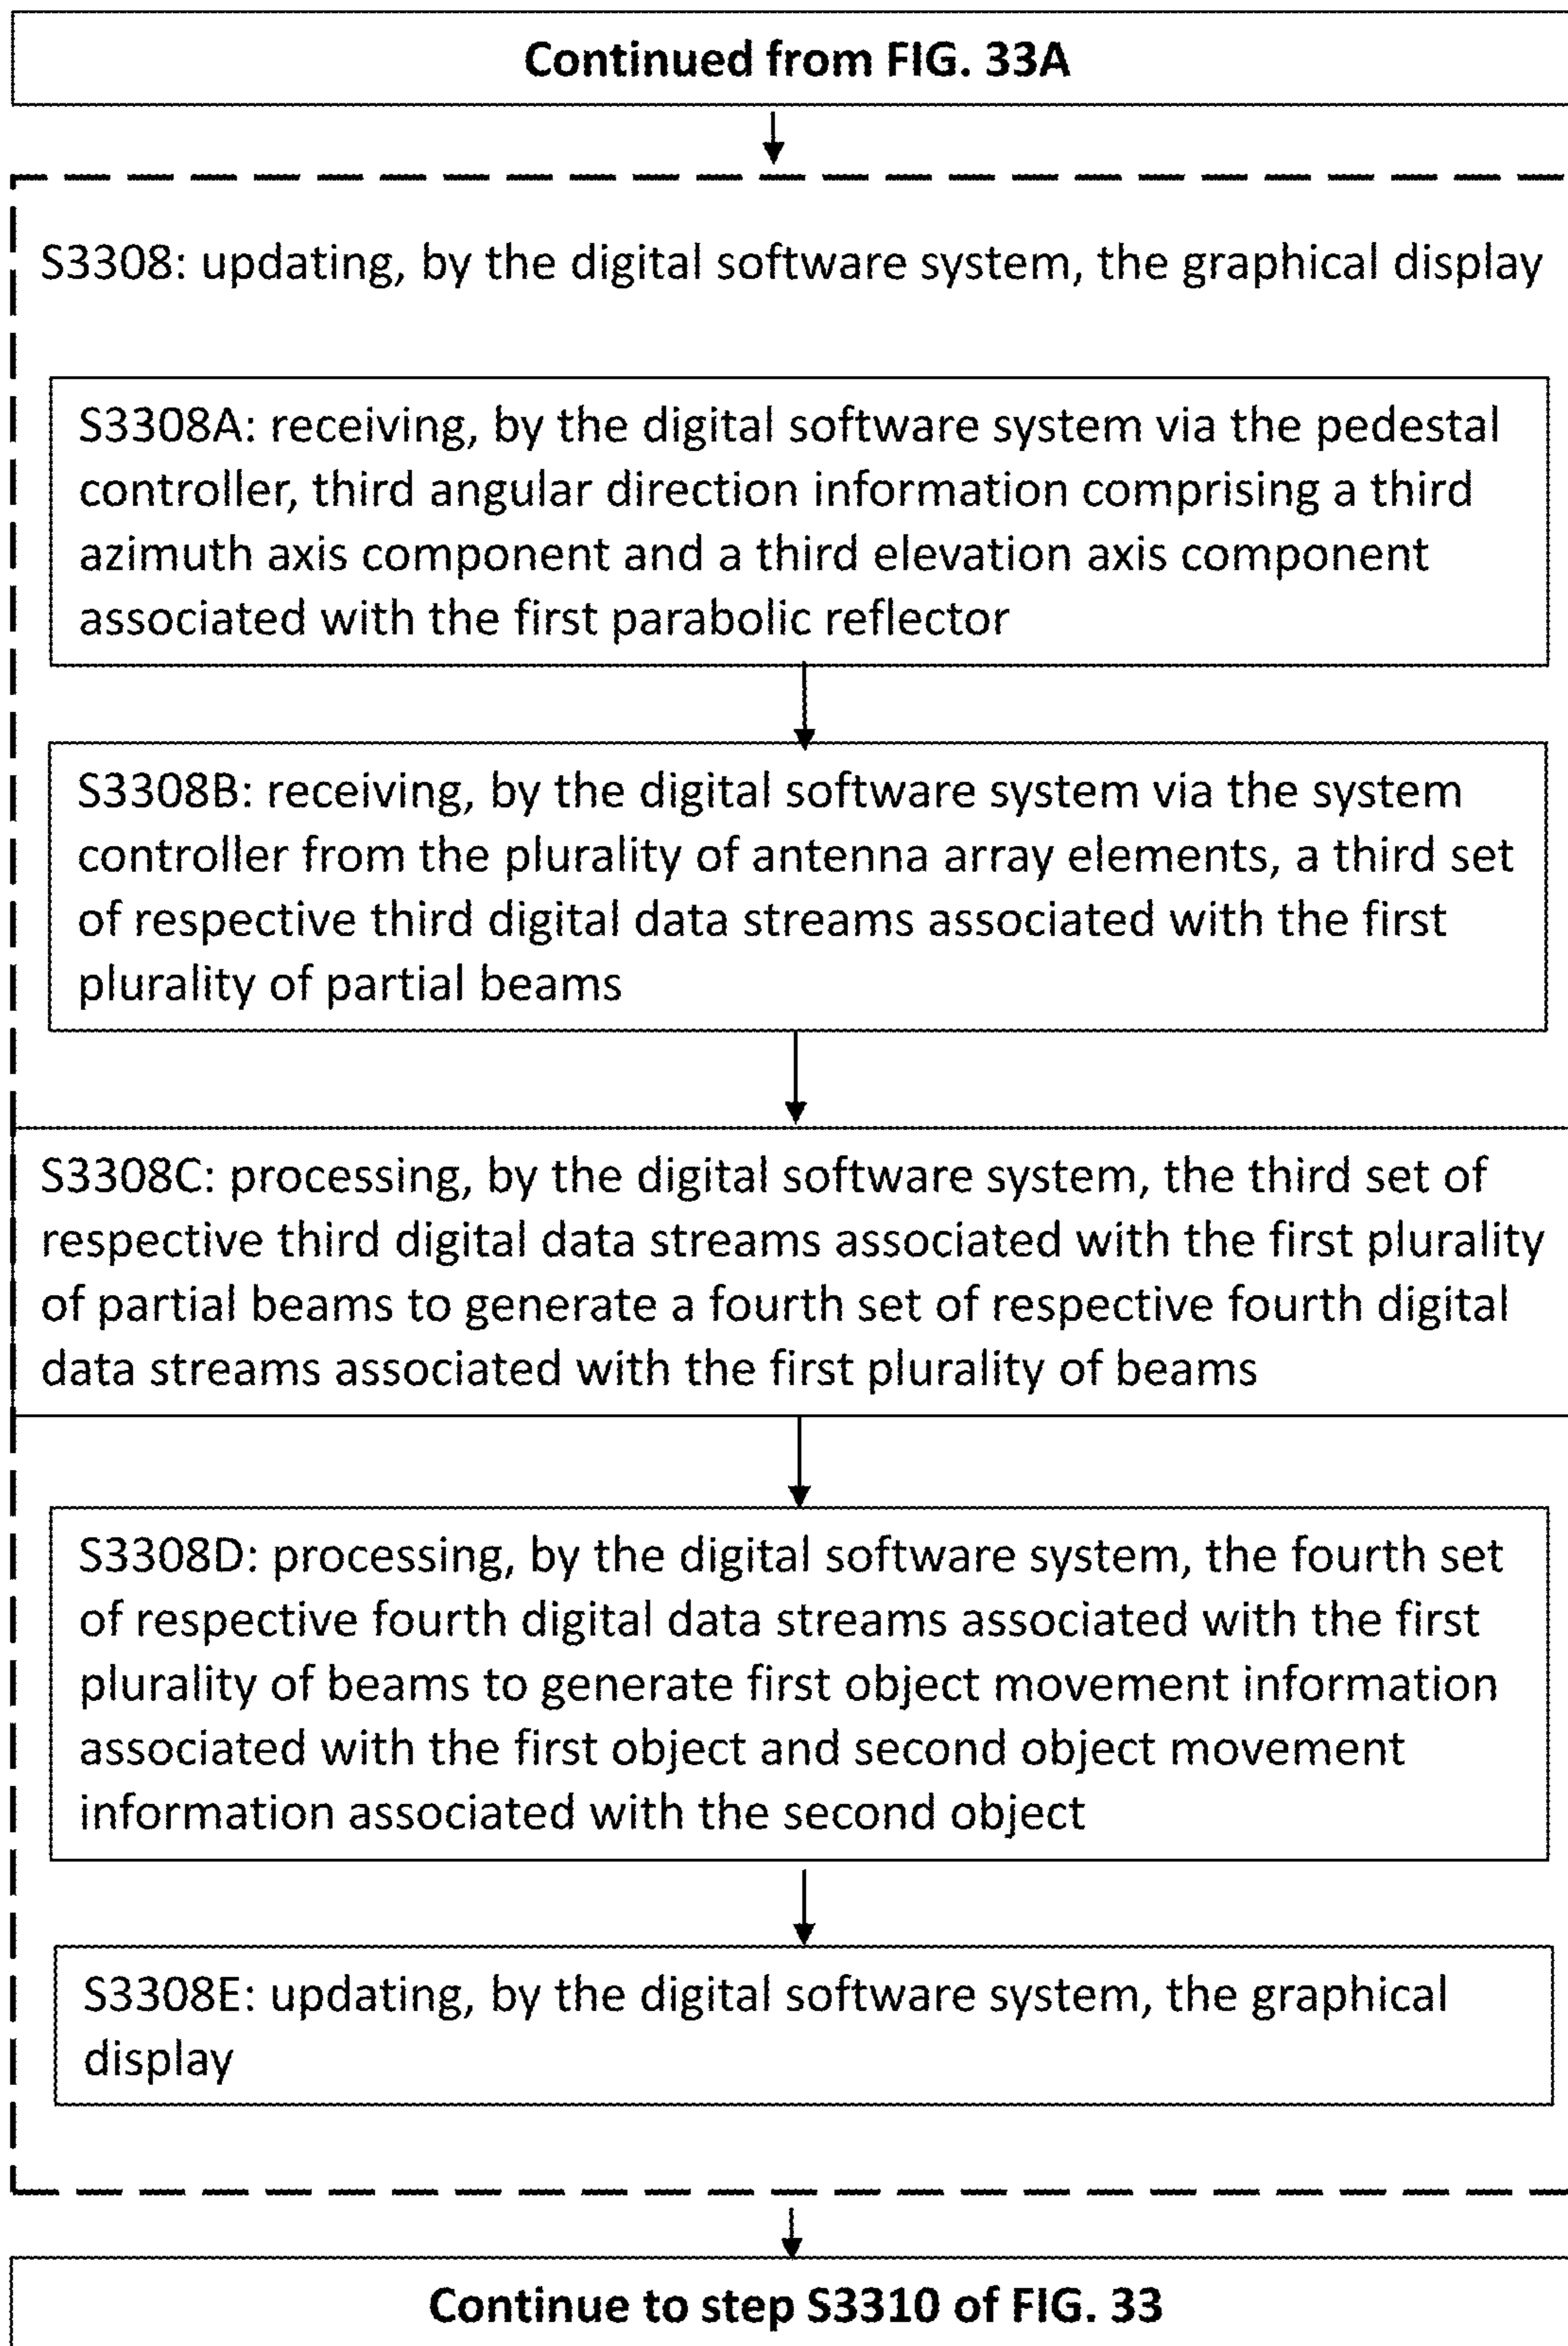 Continued from FIG. 33A
S3308: updating, by the digital software system, the graphical display
S3308A: receiving, by the digital software system via the pedestal
controller, third angular direction information comprising a third
azimuth axis component and a third elevation axis component
associated with the first parabolic reflector
S3308B: receiving, by the digital software system via the system
controller from the plurality of antenna array elements, a third set
of respective third digital data streams associated with the first
plurality of partial beams
S3308C: processing, by the digital software system, the third set of
respective third digital data streams associated with the first plurality
of partial beams to generate a fourth set of respective fourth digital
data streams associated with the first plurality of beams
S3308D: processing, by the digital software system, the fourth set
of respective fourth digital data streams associated with the first
plurality of beams to generate first object movement information
associated with the first object and second object movement
information associated with the second object
S3308E: updating, by the digital software system, the graphical
display
Continue to step S3310 of FIG. 33